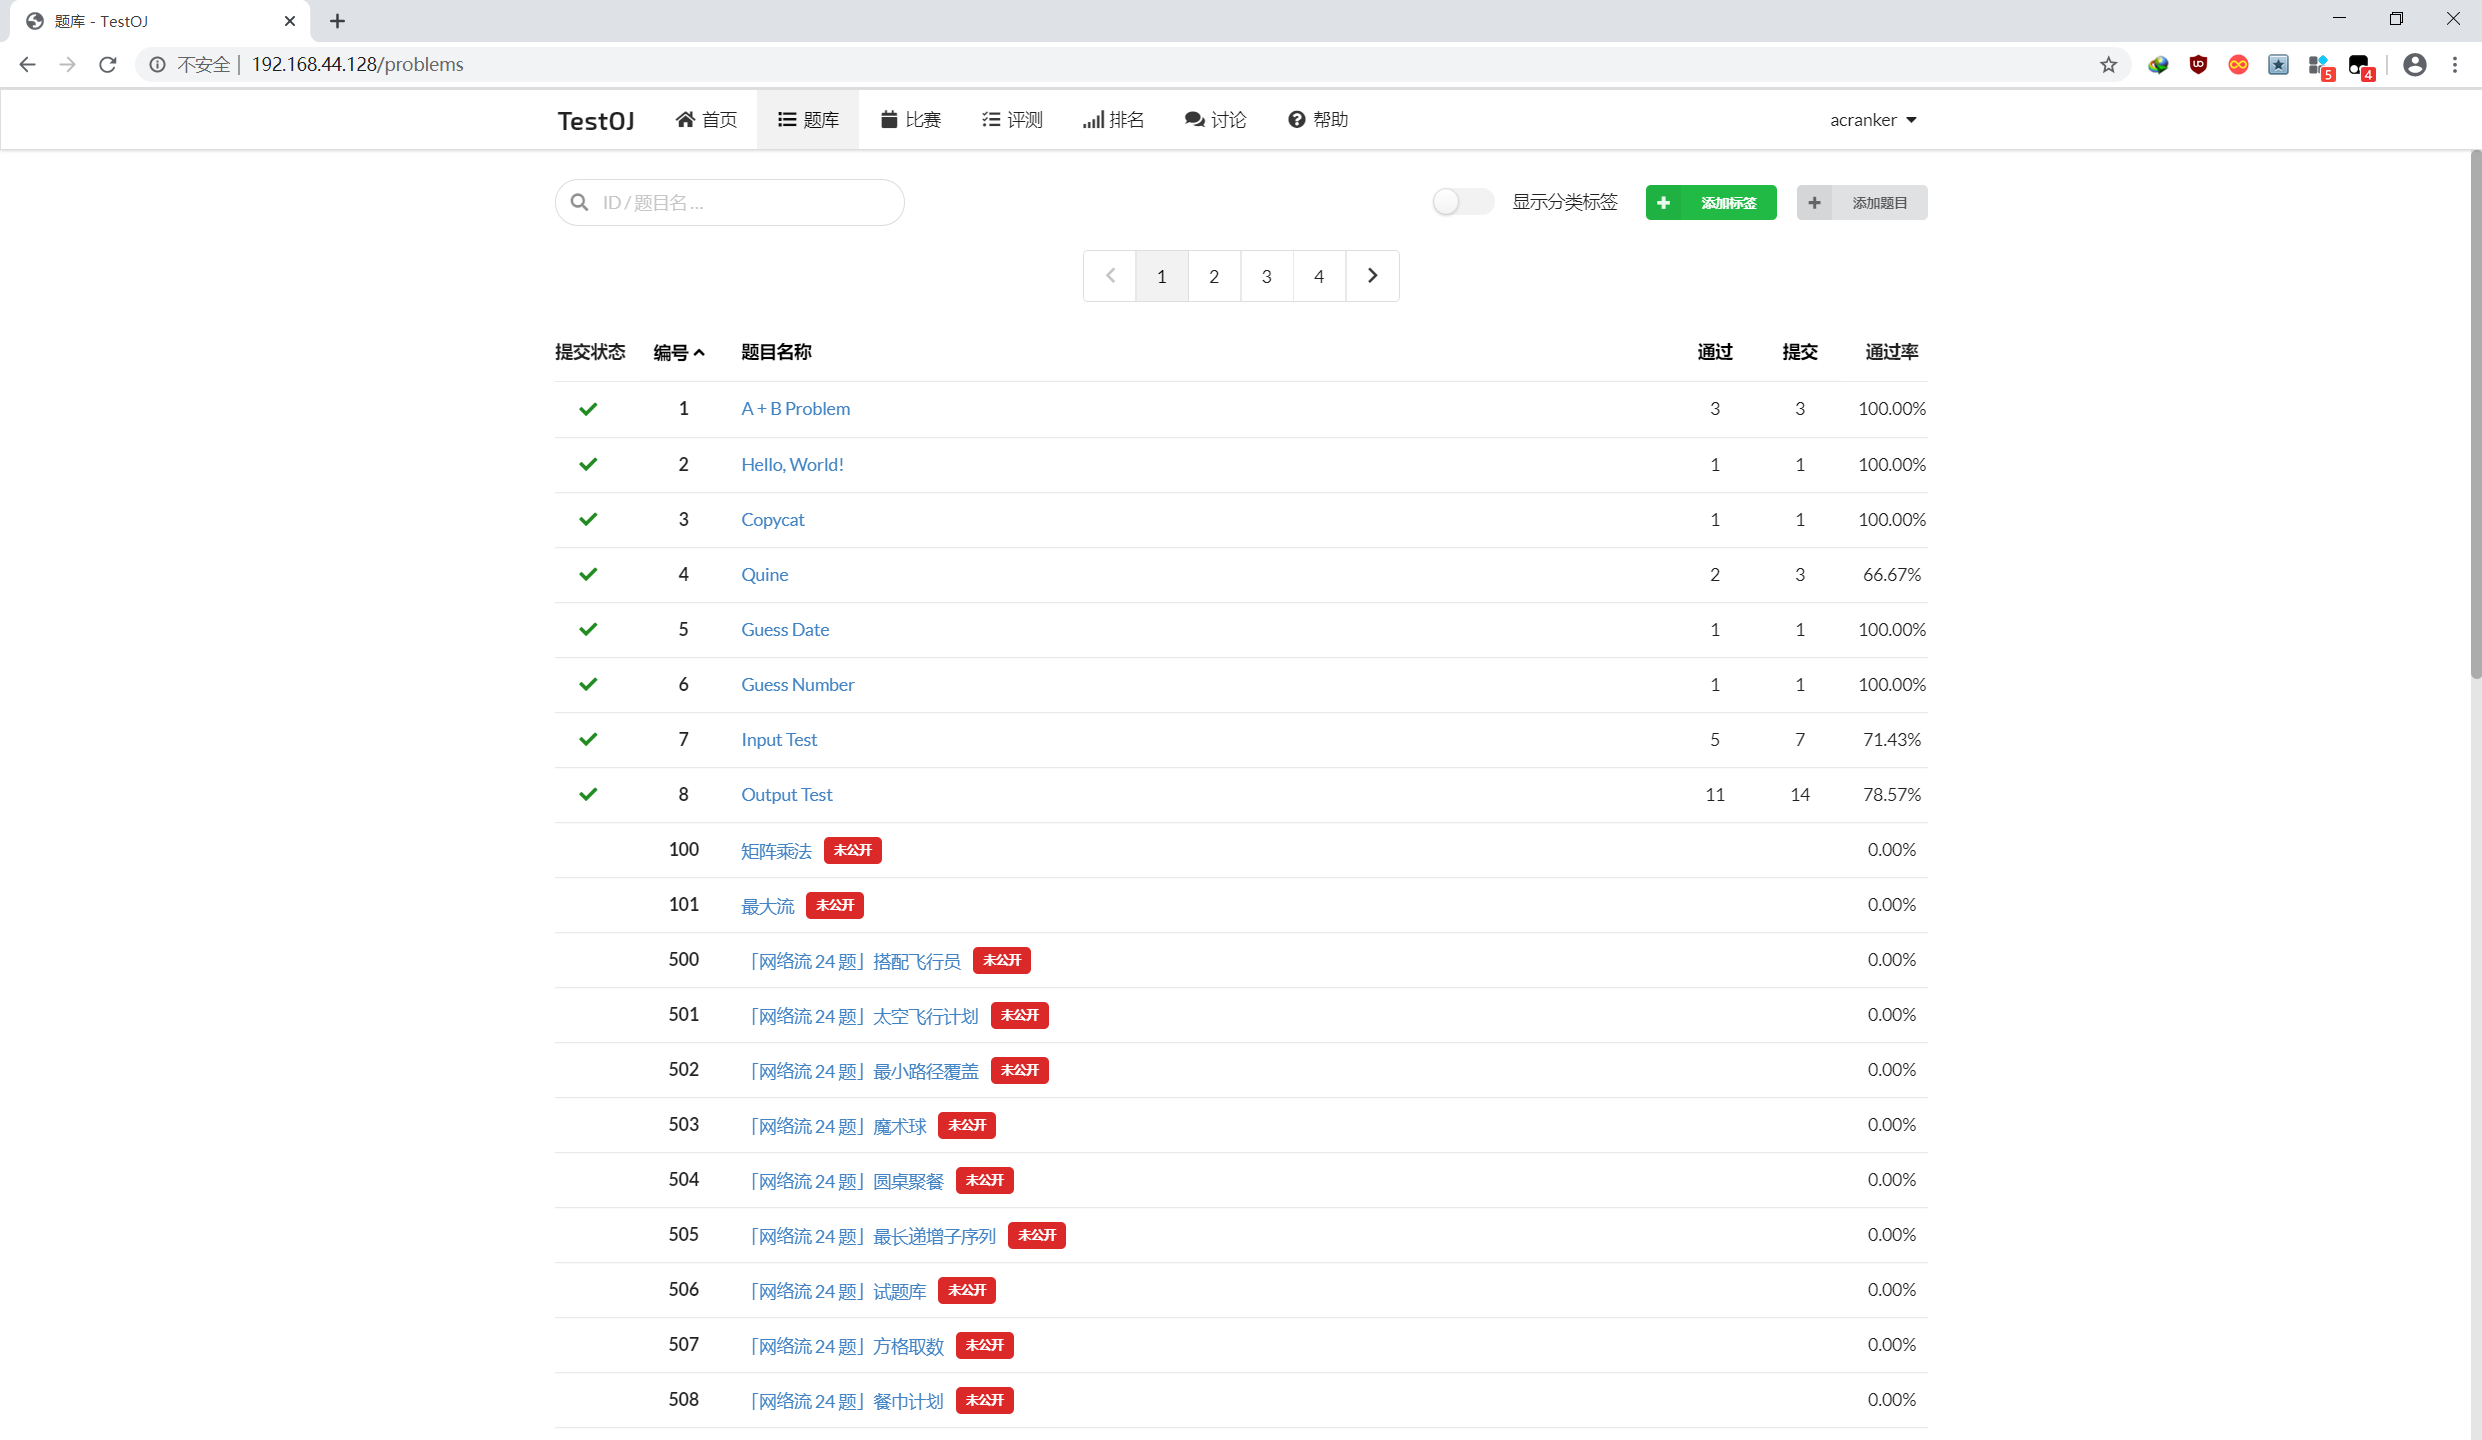 题库 - TestOJ
不安全 | 192.168.44.128/problems
5
4
TestOJ 首页 题库 比赛 评测 排名 讨论 帮助 acranker
ID / 题目名 ... 显示分类标签 添加标签 添加题目
1 2 3 4
提交状态 编号 题目名称 通过 提交 通过率
1 A + B Problem 3 3 100.00%
2 Hello, World! 1 1 100.00%
3 Copycat 1 1 100.00%
4 Quine 2 3 66.67%
5 Guess Date 1 1 100.00%
6 Guess Number 1 1 100.00%
7 Input Test 5 7 71.43%
8 Output Test 11 14 78.57%
100 矩阵乘法 未公开 0.00%
101 最大流 未公开 0.00%
500 「网络流 24 题」搭配飞行员 未公开 0.00%
501 「网络流 24 题」太空飞行计划 未公开 0.00%
502 「网络流 24 题」最小路径覆盖 未公开 0.00%
503 「网络流 24 题」魔术球 未公开 0.00%
504 「网络流 24 题」圆桌聚餐 未公开 0.00%
505 「网络流 24 题」最长递增子序列 未公开 0.00%
506 「网络流 24 题」试题库 未公开 0.00%
507 「网络流 24 题」方格取数 未公开 0.00%
508 「网络流 24 题」餐巾计划 未公开 0.00%